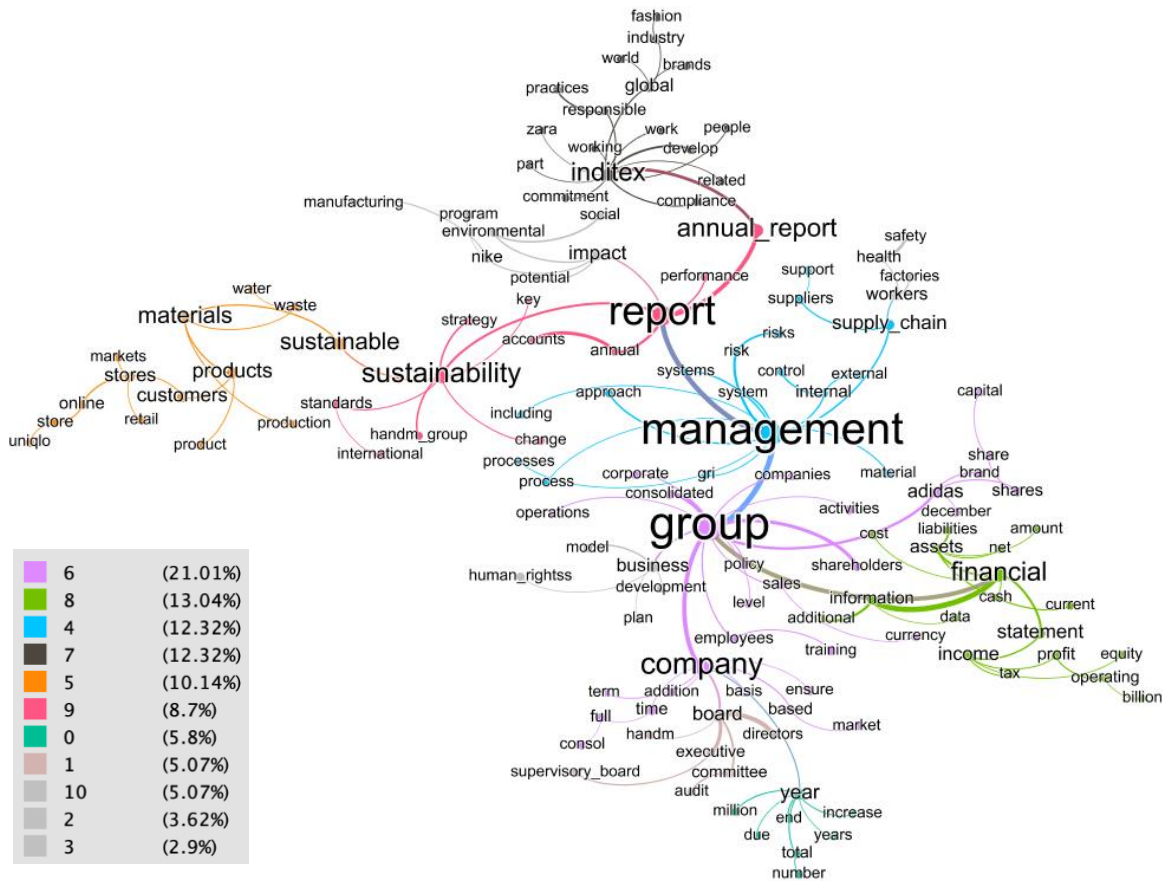 fashion
industry
world
brands
global
practices
responsible
zara
work
people
working
develop
part
inditex
related
commitment
compliance
manufacturing
social
program
environmental
annual_report
safety
impact
health
nike
support
performance
factories
potential
water
key
suppliers
workers
waste
materials
report
supply_chain
strategy
risks
sustainable
accounts
annual
risk
markets
systems
control
external
stores
products
sustainability
approach
system
internal
customers
capital
online
standards
including
store
retail
production
handm_group
management
uniqlo
product
international
change
share
processes
corporate
gri
companies
material
brand
process
consolidated
adidas
shares
operations
group
activities
december
liabilities
amount
cost
model
assets
net
business
policy
shareholders
financial
human_rightss
development
sales
cash
level
information
current
plan
additional
data
employees
currency
statement
training
income
profit
equity
company
tax
operating
term
addition
basis
ensure
billion
full
time
board
based
handm
directors
market
consol
executive
supervisory_board
committee
audit
year
million
end
increase
due
years
total
number
6 (21.01%)
8 (13.04%)
4 (12.32%)
7 (12.32%)
5 (10.14%)
9 (8.7%)
0 (5.8%)
1 (5.07%)
10 (5.07%)
2 (3.62%)
3 (2.9%)